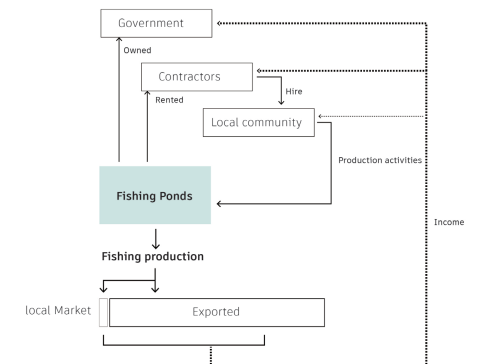 Government
Owned
Contractors
Hire
Rented
Local community
Production activities
Fishing Ponds
Income
Fishing production
local Market
Exported